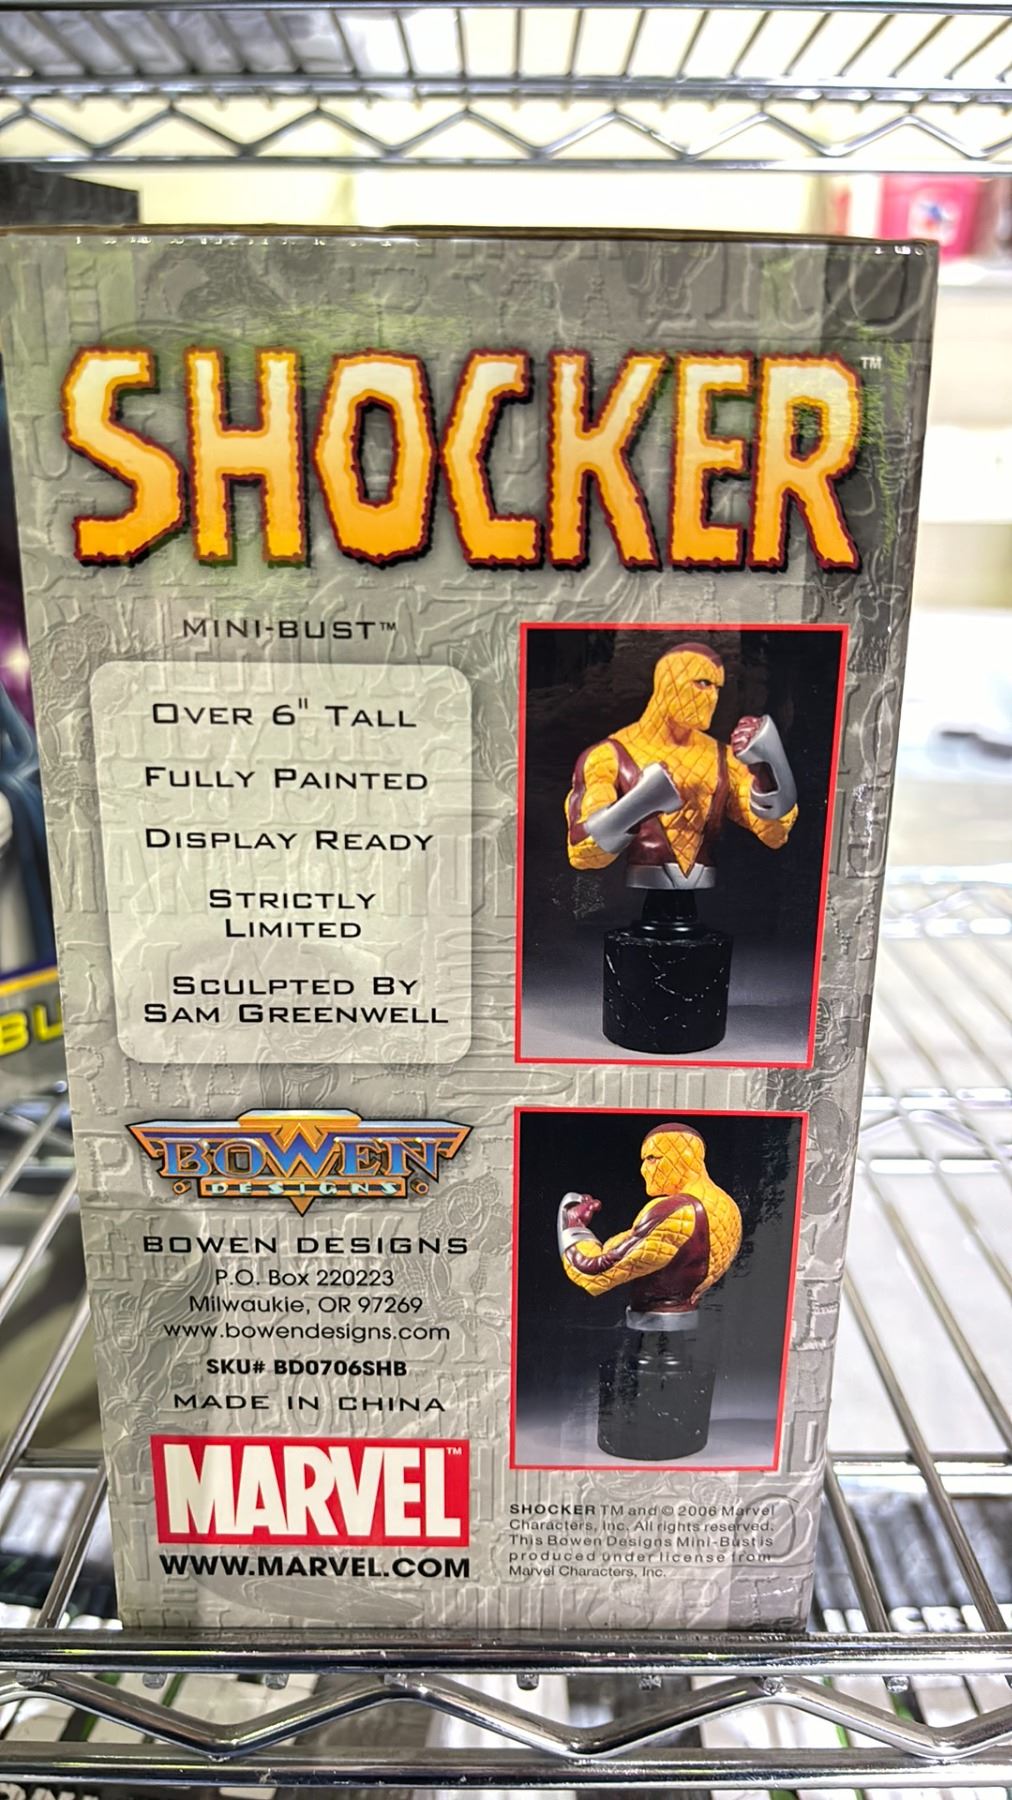 SHOCKER™
MINI-BUST™
OVER 6" TALL
FULLY PAINTED
DISPLAY READY
STRICTLY
LIMITED
SCULPTED BY
SAM GREENWELL
BOWEN
DESIGNS
BOWEN DESIGNS
P.O. Box 220223
Milwaukie, OR 97269
www.bowendesigns.com
SKU# BD0706SHB
MADE IN CHINA
MARVEL™
WWW.MARVEL.COM
SHOCKER TM and © 2006 Marvel
Characters, Inc. All rights reserved.
This Bowen Designs Mini-Bust is
produced under license from
Marvel Characters, Inc.